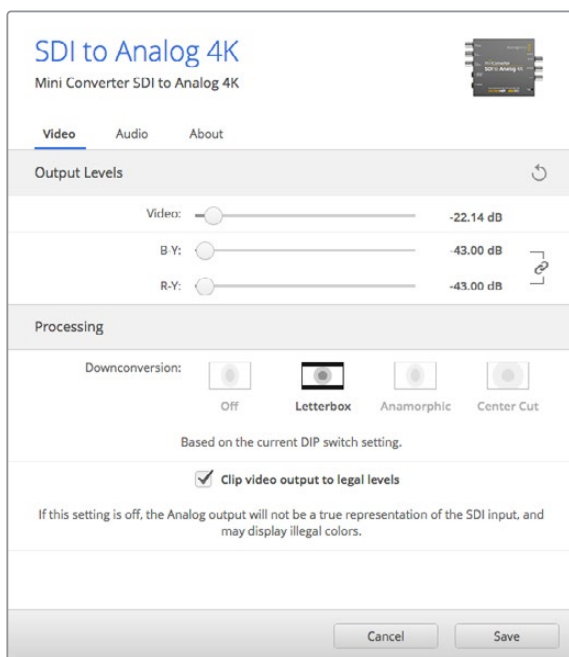 SDI to Analog 4K
Mini Converter SDI to Analog 4K
Video Audio About
Output Levels
Video: -22.14 dB
B-Y: -43.00 dB
R-Y: -43.00 dB
Processing
Downconversion:
Off Letterbox Anamorphic Center Cut
Based on the current DIP switch setting.
Clip video output to legal levels
If this setting is off, the Analog output will not be a true representation of the SDI input, and
may display illegal colors.
Cancel Save